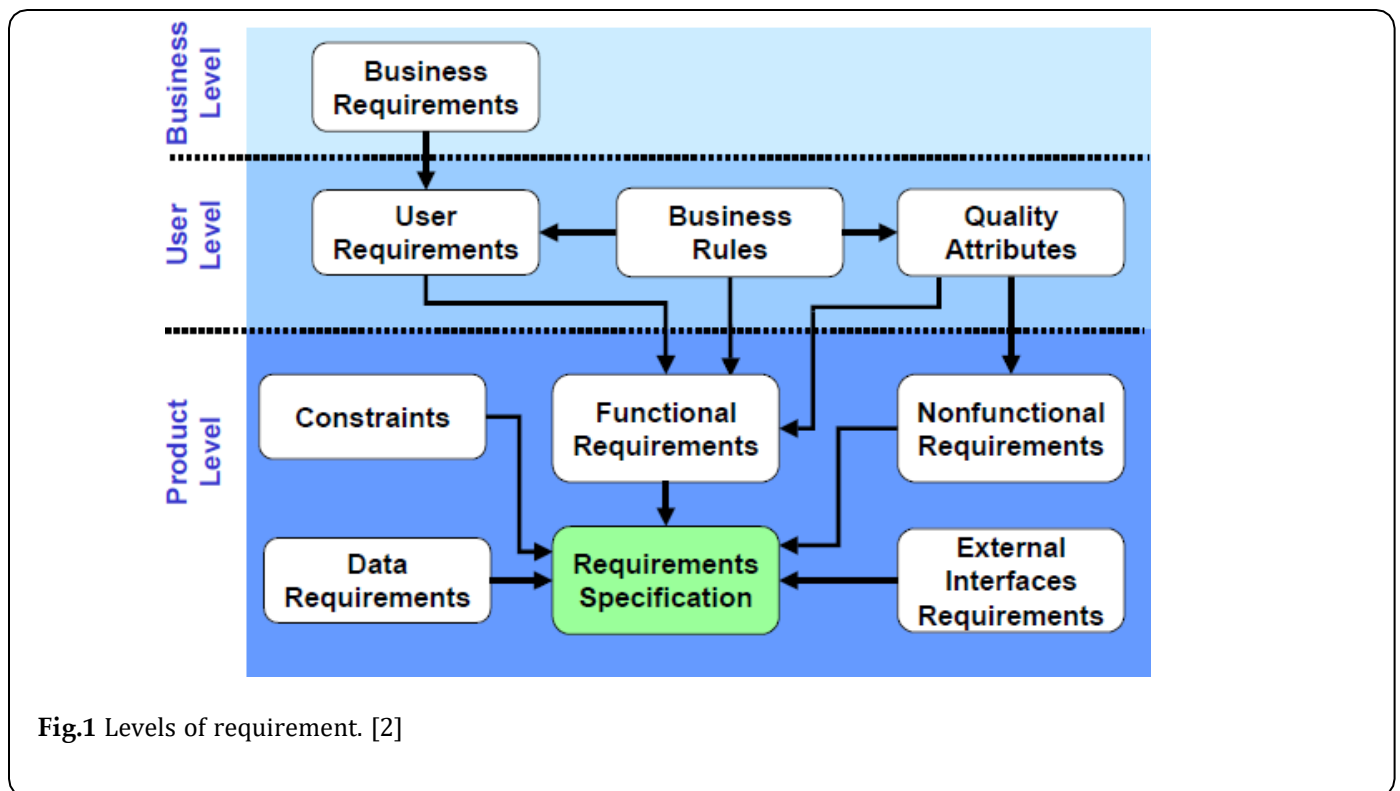 Business Level
Business
Requirements
User Level
User
Requirements
Business
Rules
Quality
Attributes
Product Level
Constraints
Functional
Requirements
Nonfunctional
Requirements
Data
Requirements
Requirements
Specification
External
Interfaces
Requirements
Fig.1 Levels of requirement. [2]